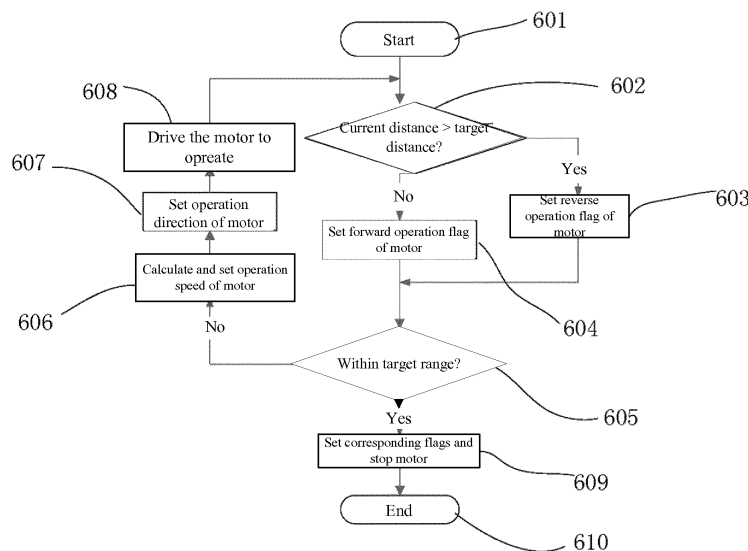 601
Start
608
602
Drive the motor to
opreate
Current distance > target
distance?
607
Yes
Set operation
direction of motor
No
Set reverse
operation flag of
motor
603
Set forward operation flag
of motor
Calculate and set operation
speed of motor
606
604
No
Within target range?
605
Yes
Set corresponding flags and
stop motor
609
End
610